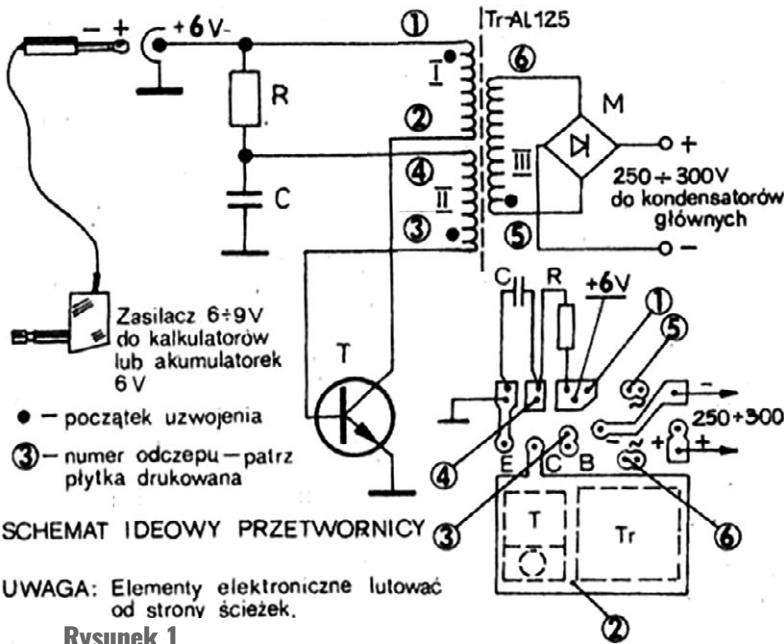 - +
+6V-
①
Tr-AL125
⑥
I
R
M
②
④
III
+
250÷300V
do kondensatorów
głównych
-
C
II
③
⑤
Zasilacz 6÷9V
do kalkulatorów
lub akumulatorek
6V
T
C
R
+6V
①
⑤
-
250÷300
+ +
● - początek uzwojenia
③ - numer odczepu - patrz
płytka drukowana
E
C
B
-
~
~
④
③
⑥
T
Tr
②
SCHEMAT IDEOWY PRZETWORNICY
UWAGA: Elementy elektroniczne lutować
od strony ścieżek.
Rysunek 1